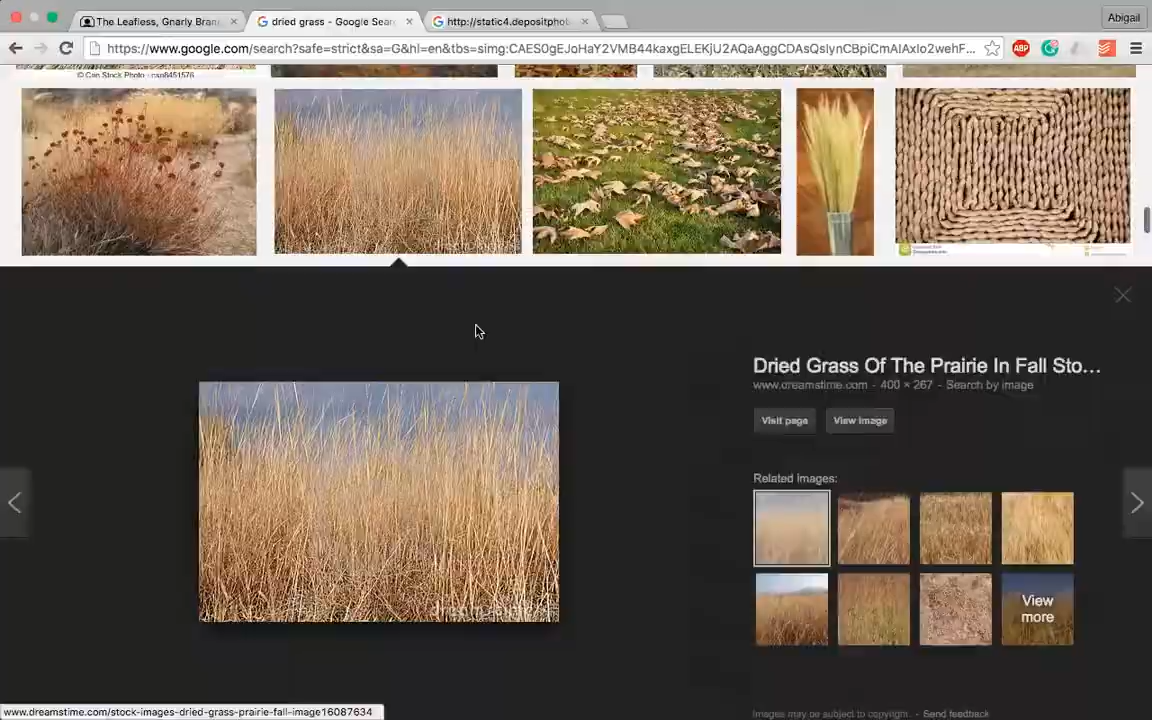 The Leafless, Gnarly Bran
dried grass - Google Sear
http://static4.depositphot
Abigail
https://www.google.com/search?safe=strict&sa=G&hl=en&tbs=simg:
ABP
© Can Stock Photo - csp8451576
Dried Grass Of The Prairie In Fall Sto...
www.dreamstime.com - 400 × 267 - Search by image
Visit page
View image
Related images:
View
more
Images may be subject to copyright. - Send feedback
www.dreamstime.com/stock-images-dried-grass-prairie-fall-image16087634